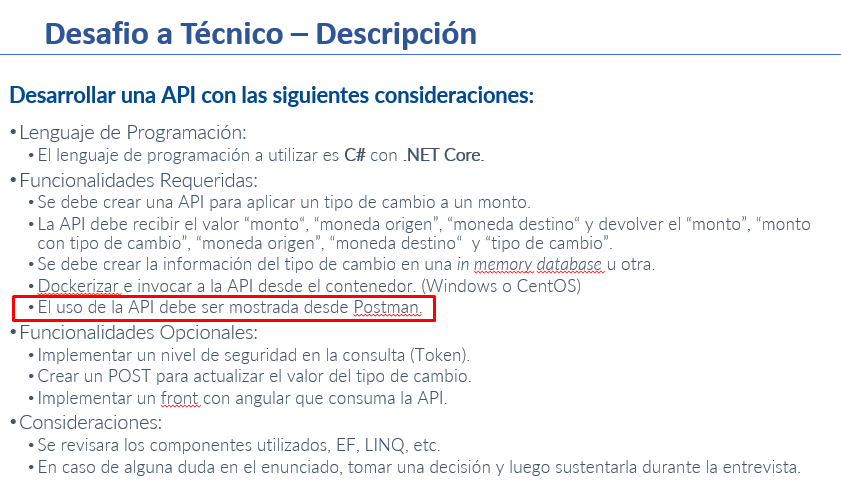 Desafio a Técnico – Descripción
Desarrollar una API con las siguientes consideraciones:
•Lenguaje de Programación:
•El lenguaje de programación a utilizar es C# con .NET Core.
•Funcionalidades Requeridas:
•Se debe crear una API para aplicar un tipo de cambio a un monto.
•La API debe recibir el valor “monto“, “moneda origen”, “moneda destino“ y devolver el “monto”, “monto
con tipo de cambio”, “moneda origen”, “moneda destino“ y “tipo de cambio”.
•Se debe crear la información del tipo de cambio en una in memory database u otra.
•Dockerizar e invocar a la API desde el contenedor. (Windows o CentOS)
•El uso de la API debe ser mostrada desde Postman.
•Funcionalidades Opcionales:
•Implementar un nivel de seguridad en la consulta (Token).
•Crear un POST para actualizar el valor del tipo de cambio.
•Implementar un front con angular que consuma la API.
•Consideraciones:
•Se revisara los componentes utilizados, EF, LINQ, etc.
•En caso de alguna duda en el enunciado, tomar una decisión y luego sustentarla durante la entrevista.